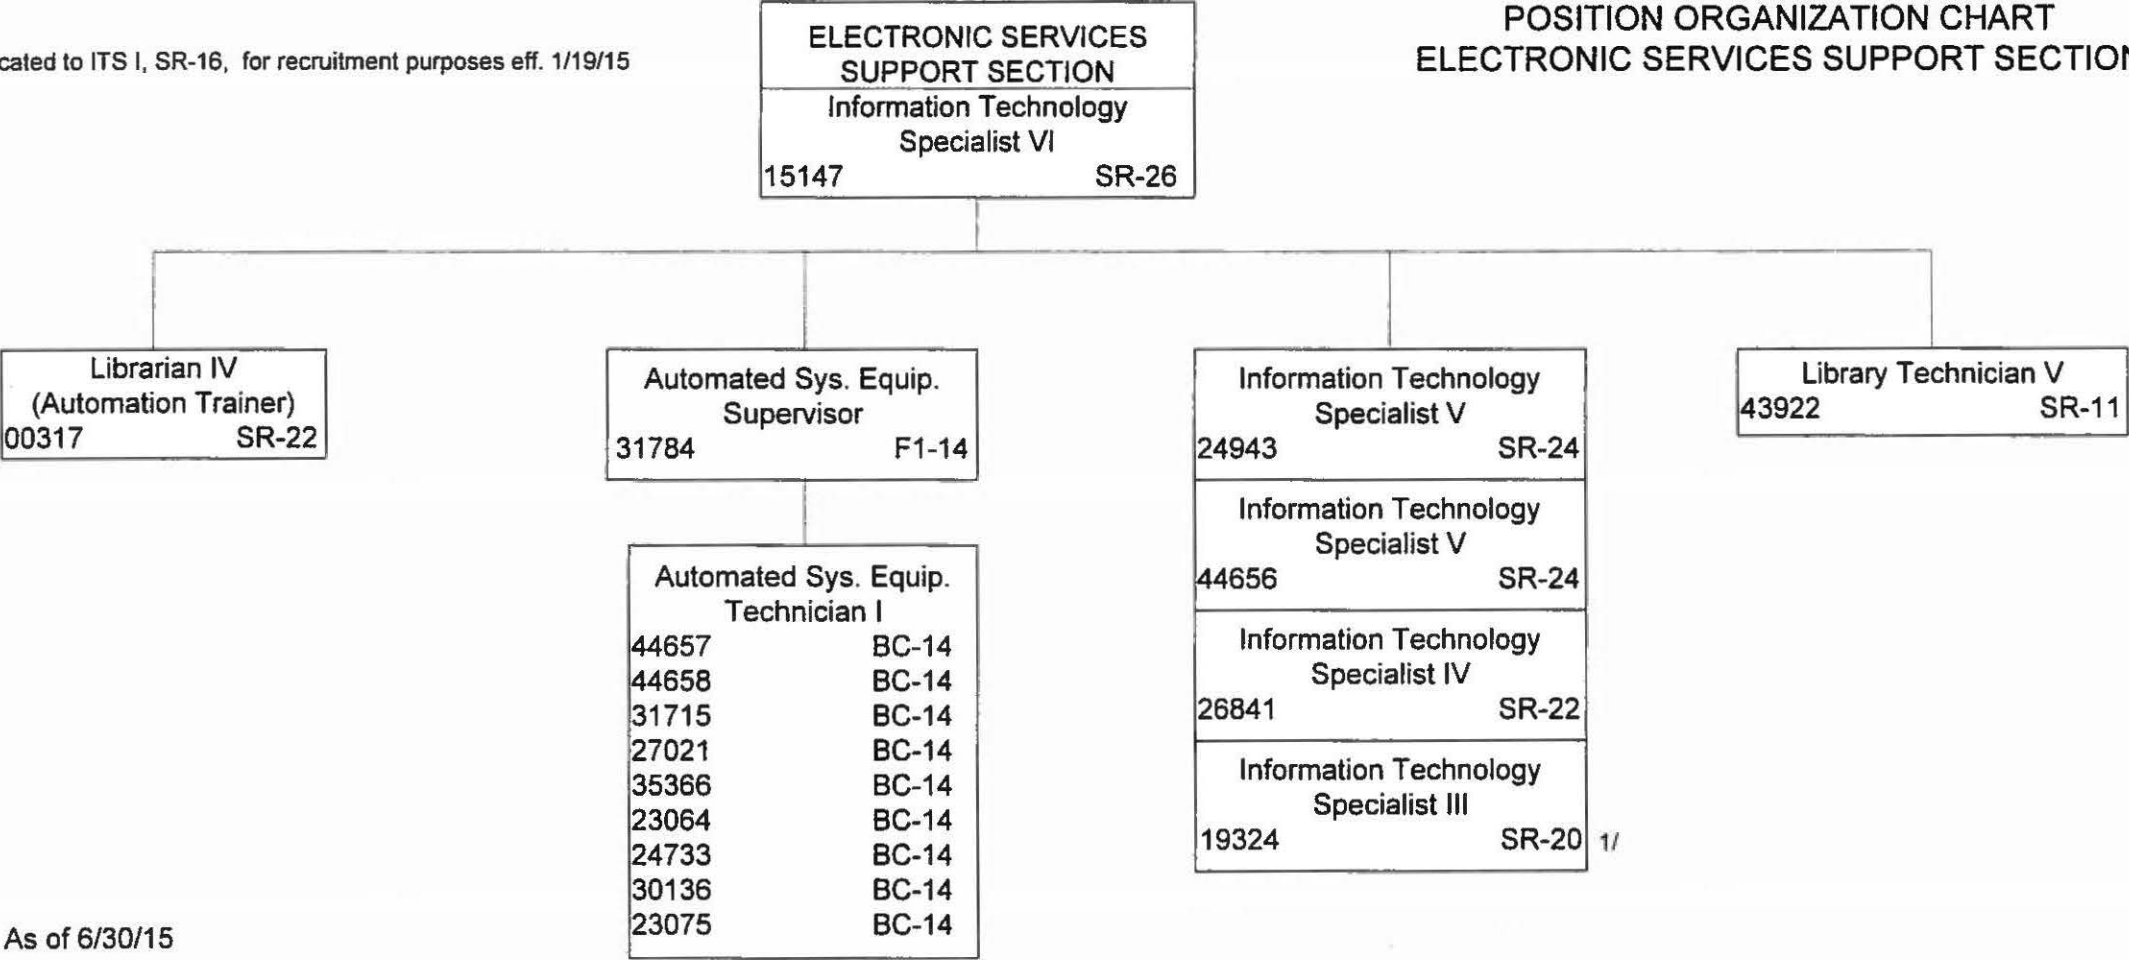 POSITION ORGANIZATION CHART
ELECTRONIC SERVICES SUPPORT SECTION
to ITS I, SR-16, for recruitment purposes eff. 1/19/15
ELECTRONIC SERVICES
SUPPORT SECTION
Information Technology
Specialist VI
15147 SR-26
Librarian IV
(Automation Trainer)
00317 SR-22
Automated Sys. Equip.
Supervisor
31784 F1-14
Automated Sys. Equip.
Technician I
44657 BC-14
44658 BC-14
31715 BC-14
27021 BC-14
35366 BC-14
23064 BC-14
24733 BC-14
30136 BC-14
23075 BC-14
Information Technology
Specialist V
24943 SR-24
Information Technology
Specialist V
44656 SR-24
Information Technology
Specialist IV
26841 SR-22
Information Technology
Specialist III
19324 SR-20 1/
Library Technician V
43922 SR-11
As of 6/30/15